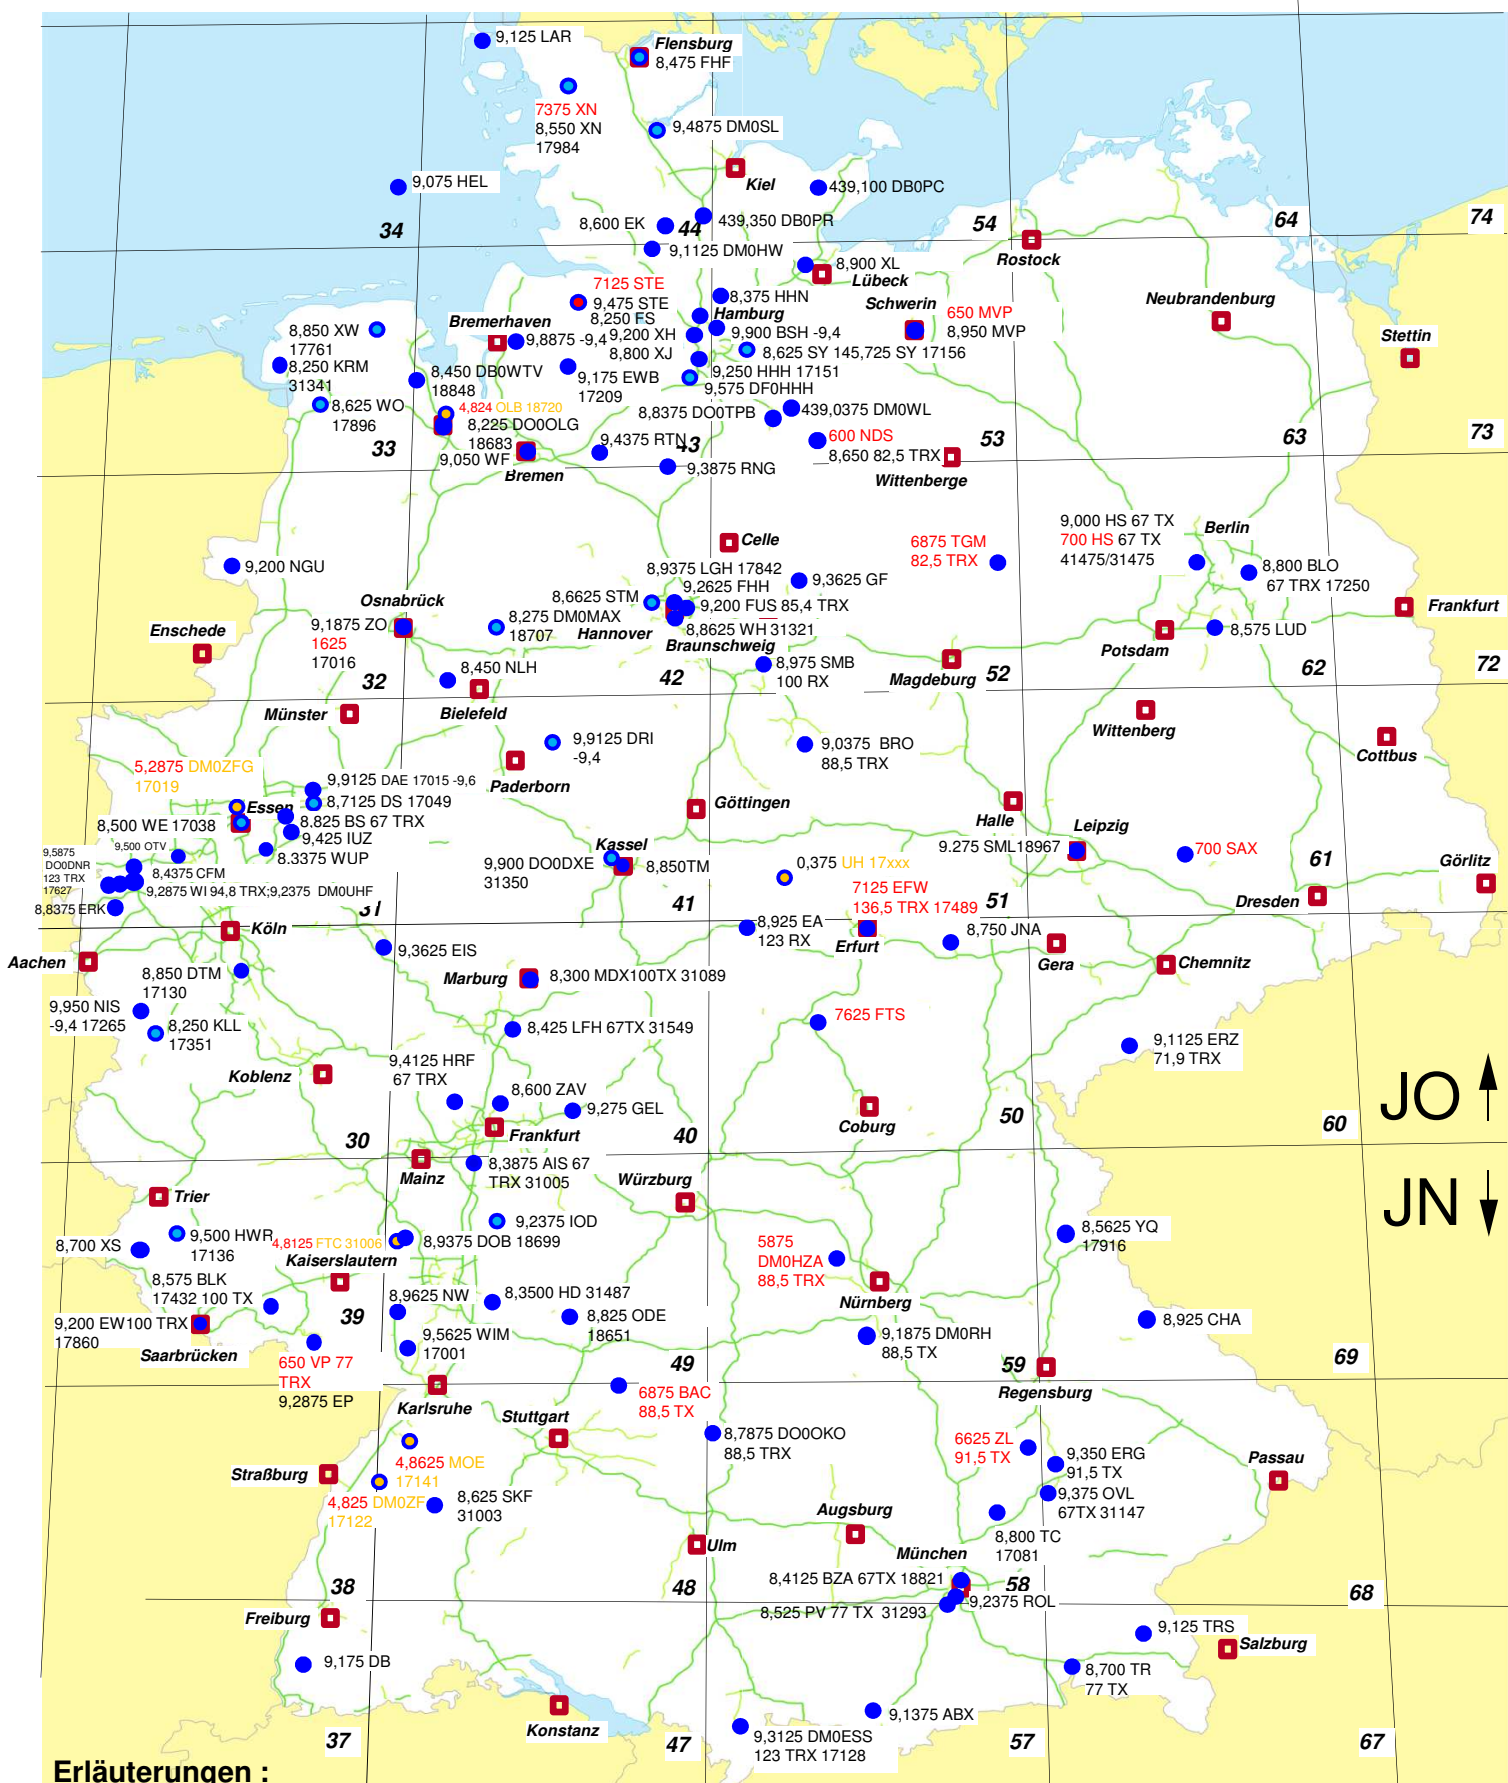 9,125 LAR
Flensburg
8,475 FHF
7375 XN
8,550 XN
17984
9,4875 DM0SL
Kiel
9,075 HEL
439,100 DB0PC
34
8,600 EK
44
439,350 DB0PR
54
64
74
9,1125 DM0HW
Rostock
8,900 XL
Lübeck
7125 STE
9,475 STE
8,250 FS
8,375 HHN
Hamburg
Schwerin
650 MVP
8,950 MVP
Neubrandenburg
Stettin
8,850 XW
17761
Bremerhaven
9,8875 -9,4
9,200 XH
9,900 BSH -9,4
8,800 XJ
8,625 SY 145,725 SY 17156
8,250 KRM
31341
8,450 DB0WTV
18848
9,175 EWB
17209
9,250 HHH 17151
9,575 DF0HHH
8,625 WO
17896
4,824 OLB 18720
8,225 DO0OLG
18683
8,8375 DO0TPB
439,0375 DM0WL
33
9,050 WF
Bremen
9,4375 RTN
43
9,3875 RNG
600 NDS
8,650 82,5 TRX
53
63
73
Wittenberge
Celle
6875 TGM
82,5 TRX
9,000 HS 67 TX
700 HS 67 TX
41475/31475
Berlin
8,800 BLO
67 TRX 17250
9,200 NGU
8,9375 LGH 17842
9,2625 FHH
9,3625 GF
8,6625 STM
9,200 FUS 85,4 TRX
Osnabrück
9,1875 ZO
1625
17016
8,275 DM0MAX
18707
Hannover
8,8625 WH 31321
Braunschweig
Frankfurt
8,575 LUD
Enschede
Potsdam
8,450 NLH
8,975 SMB
100 RX
Magdeburg
52
62
72
32
42
Münster
Bielefeld
Wittenberg
Cottbus
9,9125 DRI
-9,4
9,0375 BRO
88,5 TRX
5,2875 DM0ZFG
17019
Paderborn
9,9125 DAE 17015 -9,6
8,7125 DS 17049
Essen
8,825 BS 67 TRX
8,500 WE 17038
9,425 IUZ
Göttingen
Halle
Leipzig
9,500 OTV
8.3375 WUP
Kassel
9,900 DO0DXE
31350
8,850TM
9.275 SML18967
700 SAX
61
Görlitz
9,5875
DO0DNR
123 TRX
17627
8,4375 CFM
9,2875 WI 94,8 TRX;9,2375 DM0UHF
0,375 UH 17xxx
7125 EFW
136,5 TRX 17489
51
Dresden
8,8375 ERK
31
41
Köln
8,925 EA
123 RX
Erfurt
8,750 JNA
9,3625 EIS
Aachen
Gera
Chemnitz
8,850 DTM
17130
Marburg
8,300 MDX100TX 31089
9,950 NIS
-9,4 17265
8,250 KLL
17351
8,425 LFH 67TX 31549
7625 FTS
9,1125 ERZ
71,9 TRX
9,4125 HRF
67 TRX
Koblenz
8,600 ZAV
9,275 GEL
Coburg
JO
30
Frankfurt
40
50
60
Mainz
8,3875 AIS 67
TRX 31005
Würzburg
Trier
JN
9,2375 IOD
9,500 HWR
17136
8,700 XS
4,8125 FTC 31006
8,9375 DOB 18699
5875
DM0HZA
88,5 TRX
8,5625 YQ
17916
Kaiserslautern
8,575 BLK
17432 100 TX
8,9625 NW
8,3500 HD 31487
Nürnberg
39
8,825 ODE
18651
8,925 CHA
9,200 EW100 TRX
17860
9,5625 WIM
17001
9,1875 DM0RH
88,5 TX
Saarbrücken
650 VP 77
TRX
9,2875 EP
49
59
69
6875 BAC
88,5 TX
Regensburg
Karlsruhe
Stuttgart
8,7875 DO0OKO
88,5 TRX
4,8625 MOE
17141
6625 ZL
91,5 TX
9,350 ERG
91,5 TX
Passau
Straßburg
4,825 DM0ZF
17122
8,625 SKF
31003
9,375 OVL
67TX 31147
Augsburg
8,800 TC
17081
Ulm
München
8,4125 BZA 67TX 18821
38
48
58
9,2375 ROL
8,525 PV 77 TX 31293
68
Freiburg
9,125 TRS
Salzburg
9,175 DB
8,700 TR
77 TX
Konstanz
9,1375 ABX
9,3125 DM0ESS
123 TRX 17128
37
47
57
67
Erläuterungen :